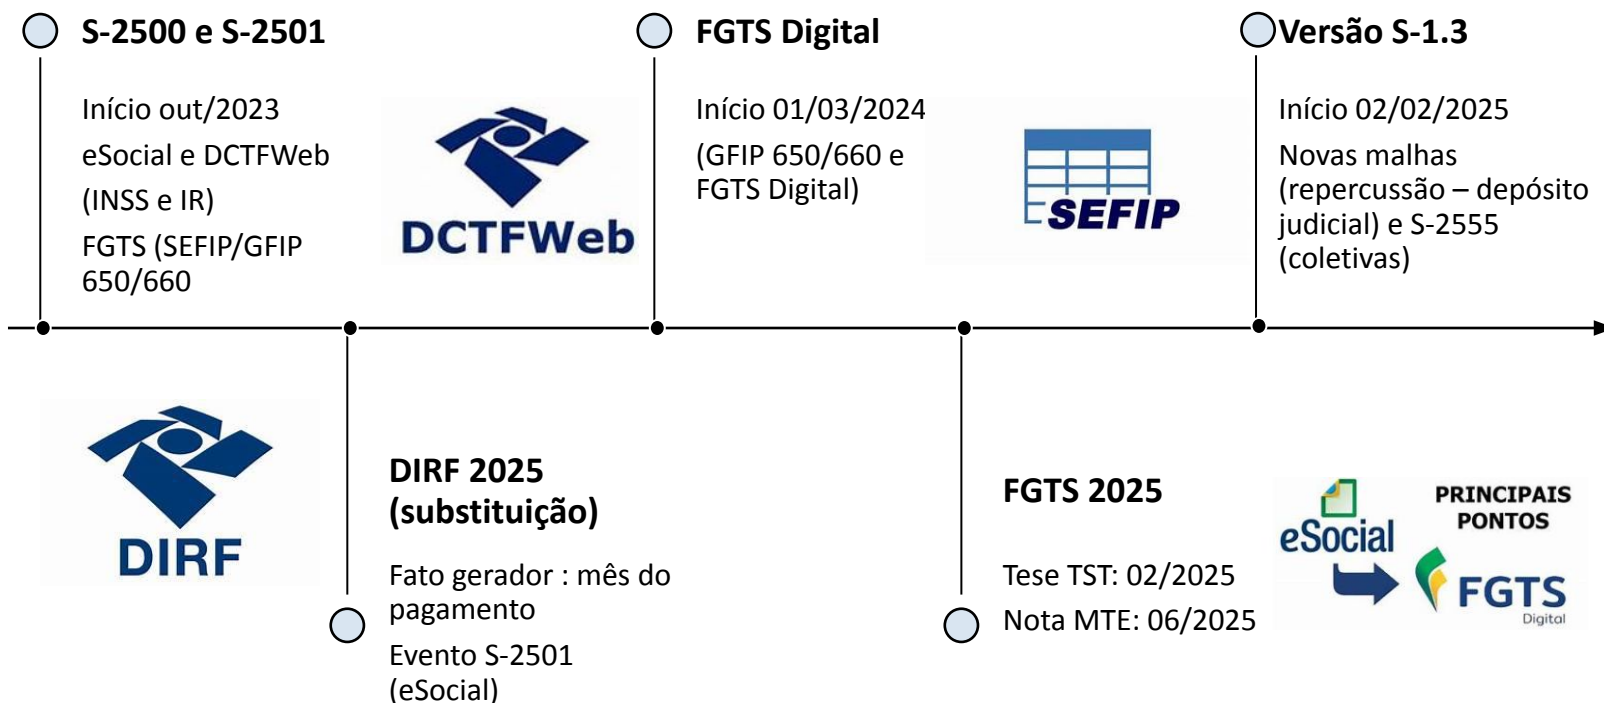 S-2500 e S-2501
Início out/2023
eSocial e DCTFWeb
(INSS e IR)
FGTS (SEFIP/GFIP
650/660
DCTFWeb
FGTS Digital
Início 01/03/2024
(GFIP 650/660 e
FGTS Digital)
SEFIP
Versão S-1.3
Início 02/02/2025
Novas malhas
(repercussão – depósito
judicial) e S-2555
(coletivas)
DIRF
DIRF 2025
(substituição)
Fato gerador : mês do
pagamento
Evento S-2501
(eSocial)
FGTS 2025
Tese TST: 02/2025
Nota MTE: 06/2025
eSocial
PRINCIPAIS
PONTOS
FGTS
Digital